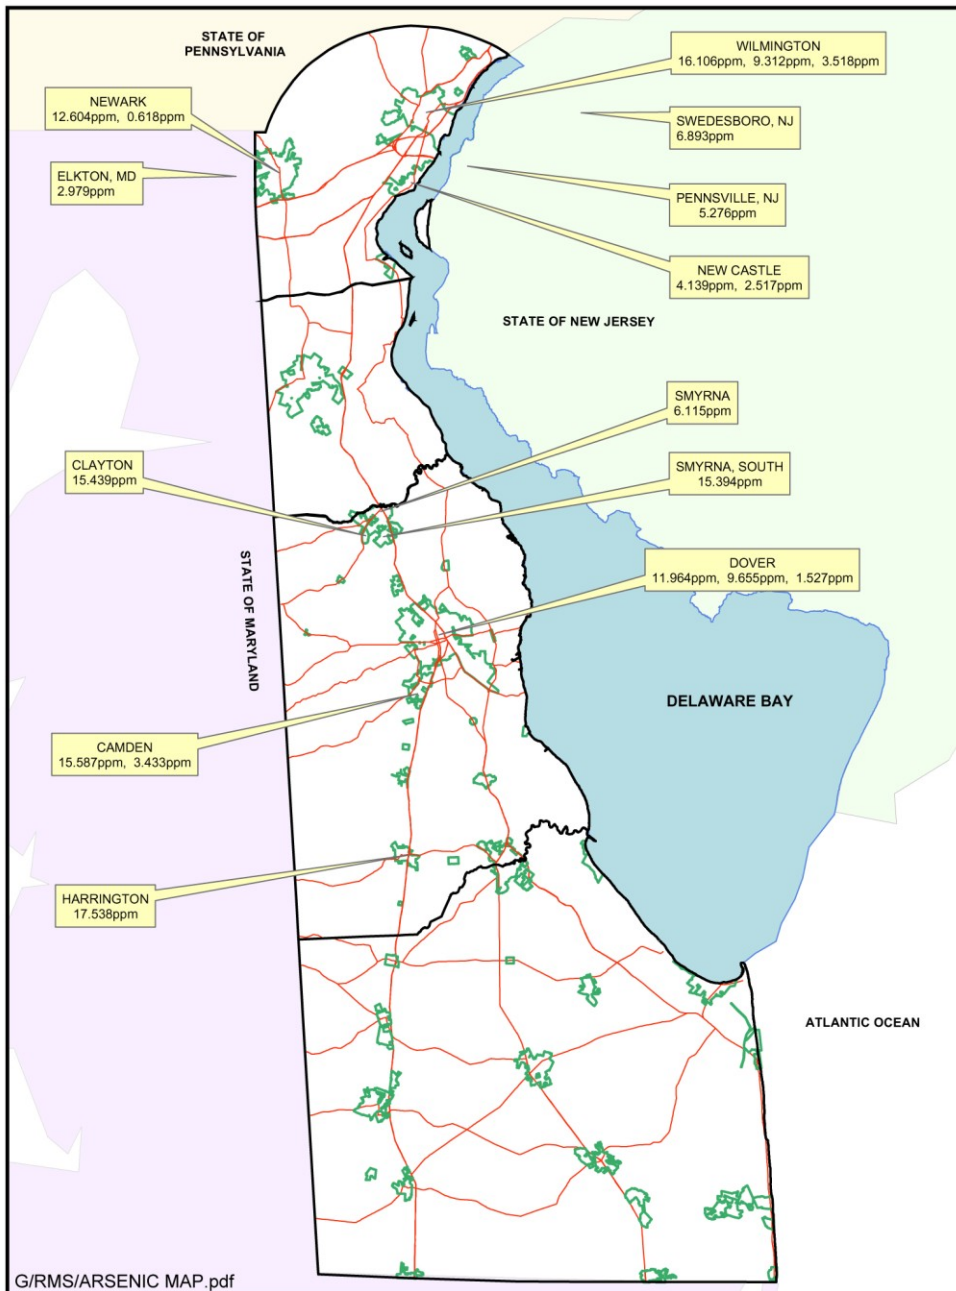 STATE OF
PENNSYLVANIA
WILMINGTON
16.106ppm, 9.312ppm, 3.518ppm
NEWARK
12.604ppm, 0.618ppm
SWEDESBORO, NJ
6.893ppm
ELKTON, MD
2.979ppm
PENNSVILLE, NJ
5.276ppm
NEW CASTLE
4.139ppm, 2.517ppm
STATE OF NEW JERSEY
SMYRNA
6.115ppm
CLAYTON
15.439ppm
SMYRNA, SOUTH
15.394ppm
STATE OF MARYLAND
DOVER
11.964ppm, 9.655ppm, 1.527ppm
DELAWARE BAY
CAMDEN
15.587ppm, 3.433ppm
HARRINGTON
17.538ppm
ATLANTIC OCEAN
G/RMS/ARSENIC MAP.pdf